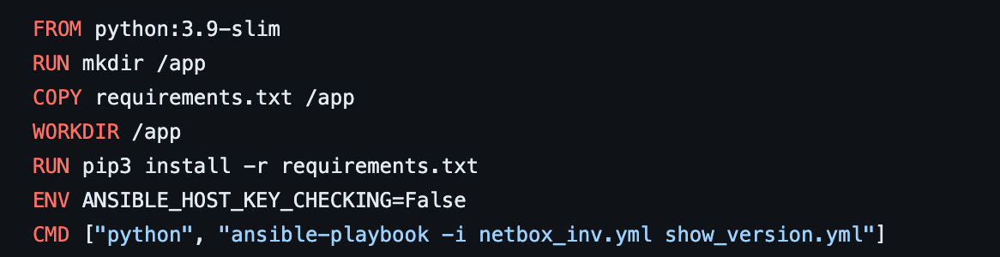 FROM python:3.9-slim
RUN mkdir /app
COPY requirements.txt /app
WORKDIR /app
RUN pip3 install -r requirements.txt
ENV ANSIBLE_HOST_KEY_CHECKING=False
CMD ["python", "ansible-playbook -i netbox_inv.yml show_version.yml"]